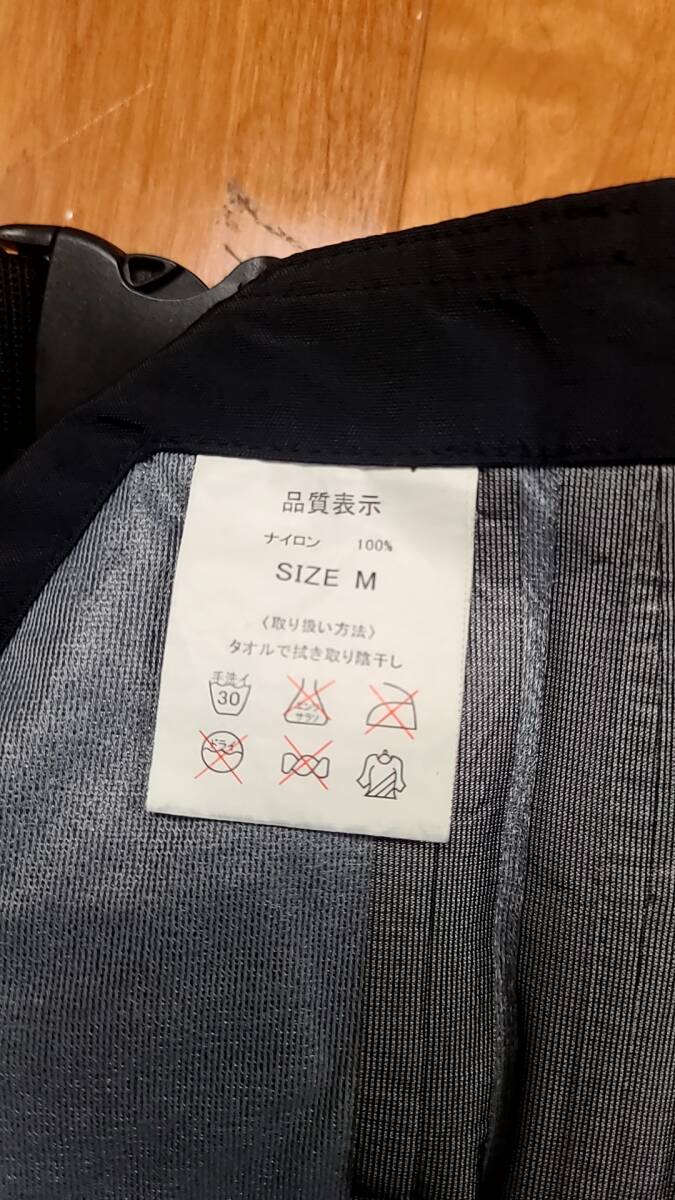 品質表示
ナイロン 100%
SIZE M
〈取り扱い方法〉
タオルで拭き取り陰干し
手洗イ
30
エンソ
サラシ
ドライ